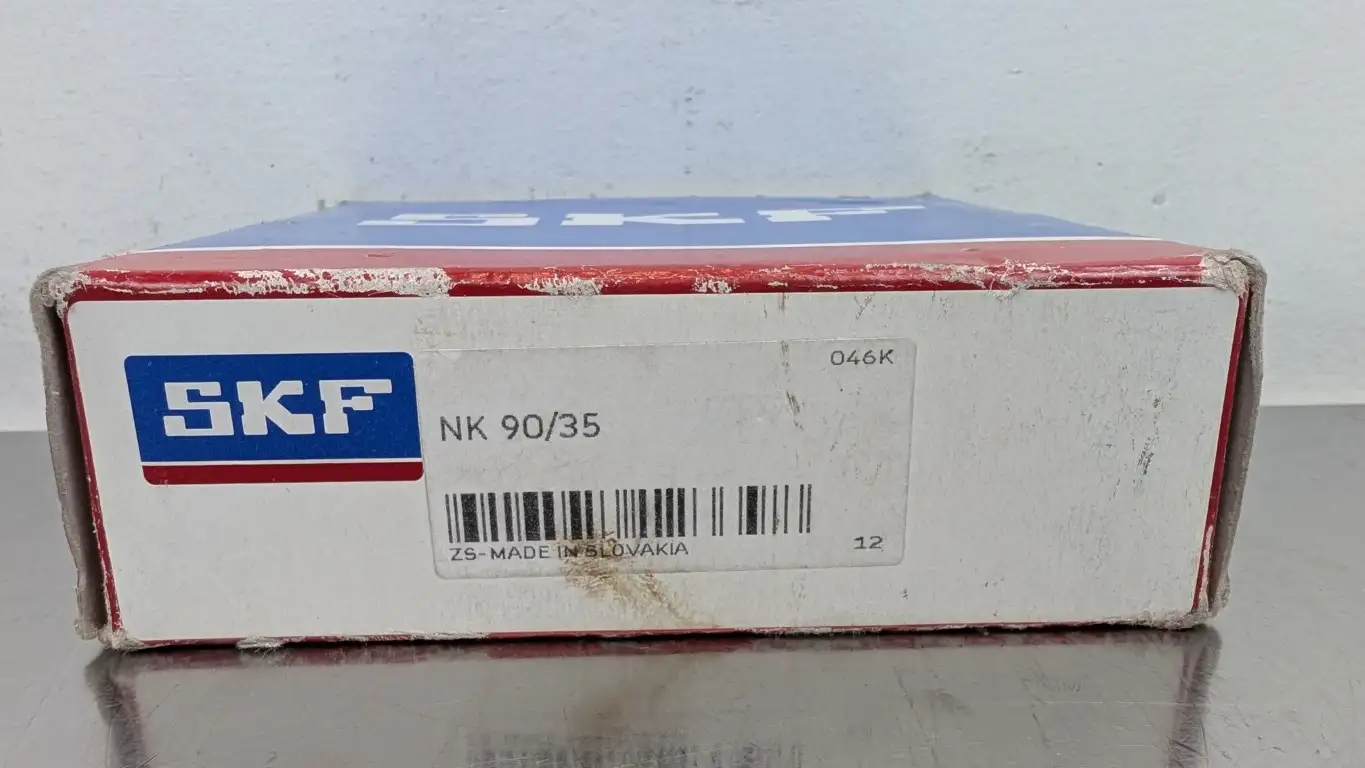 SKF
SKF
046K
NK 90/35
ZS-MADE IN SLOVAKIA
12